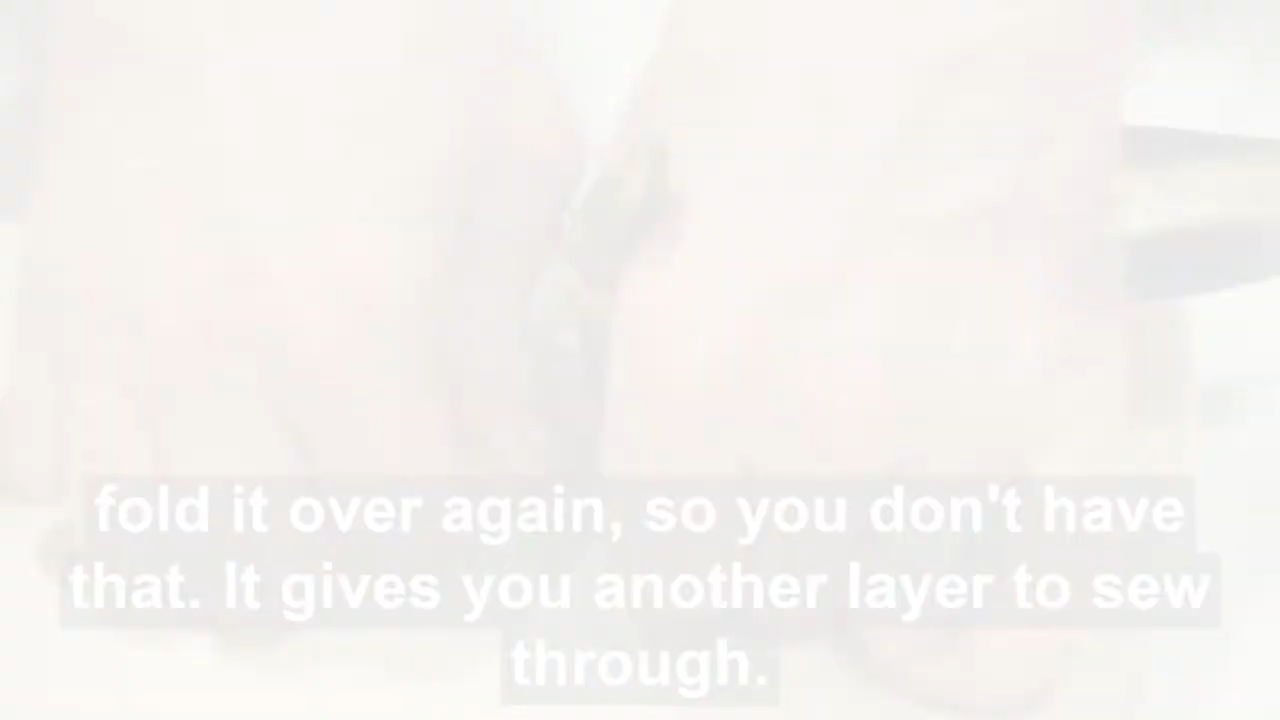 fold it over again, so you don't have
that. It gives you another layer to sew
through.